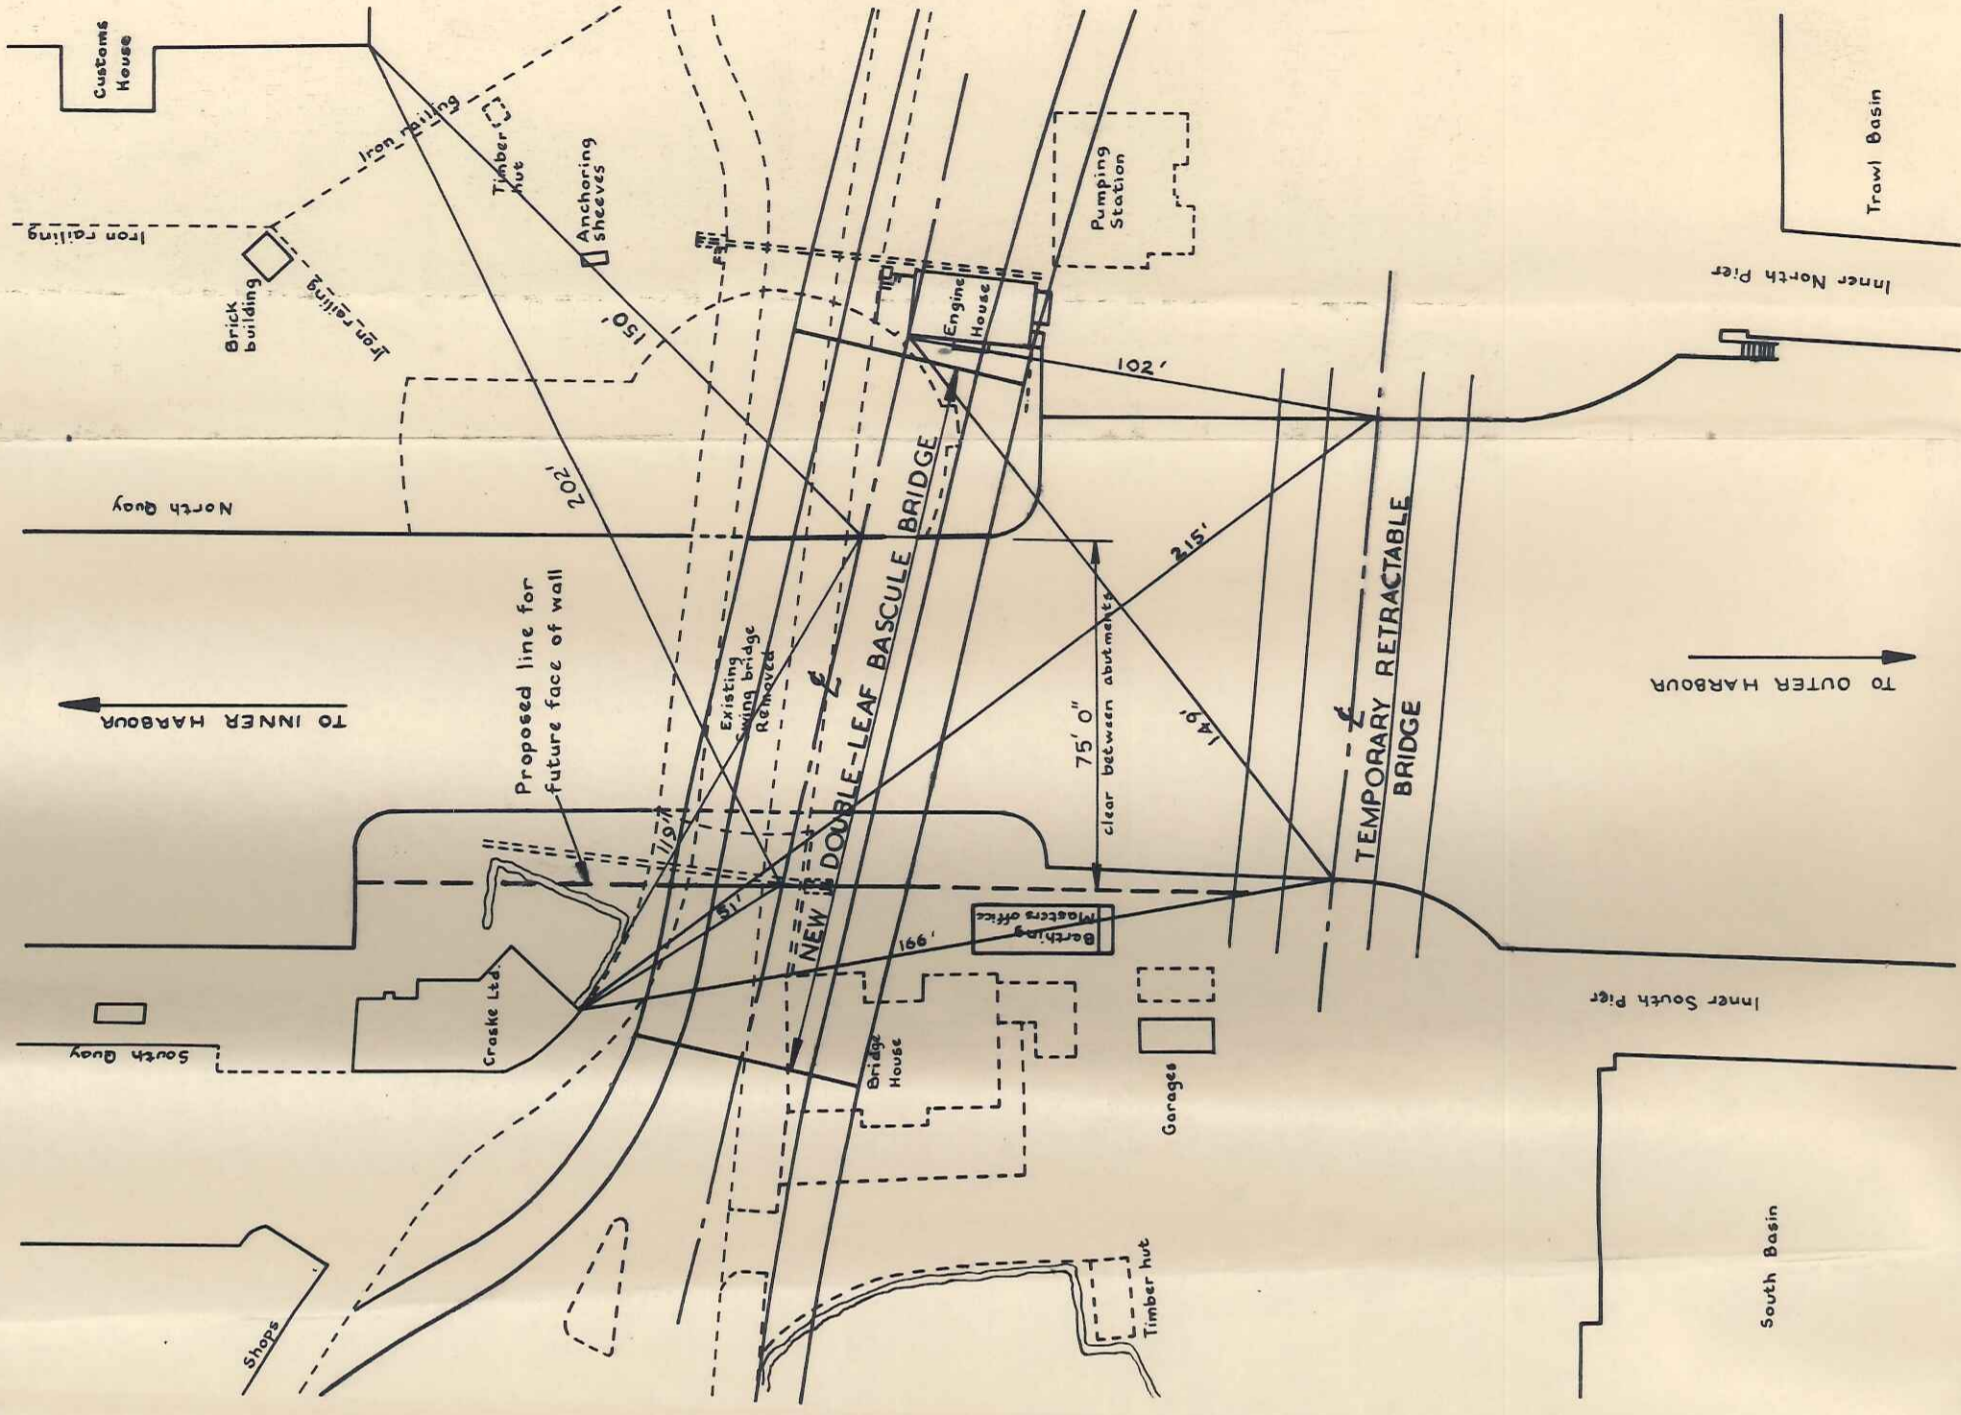 Customs
House
Iron railing
Timber
hut
Anchoring
sheeves
Iron railing
Brick
building
Iron railing
150'
202'
North Quay
Pumping
Station
Engine
House
102'
Trawl Basin
Inner North Pier
Proposed line for
future face of wall
TO INNER HARBOUR
Existing
Swing bridge
Removed
NEW DOUBLE-LEAF BASCULE BRIDGE
℄
75' 0"
clear between abutments
215'
149'
℄
TEMPORARY RETRACTABLE
BRIDGE
TO OUTER HARBOUR
119'
51'
199'
Berthing
Masters office
Craske Ltd.
South Quay
Bridge
House
Garages
Inner South Pier
Shops
Timber hut
South Basin